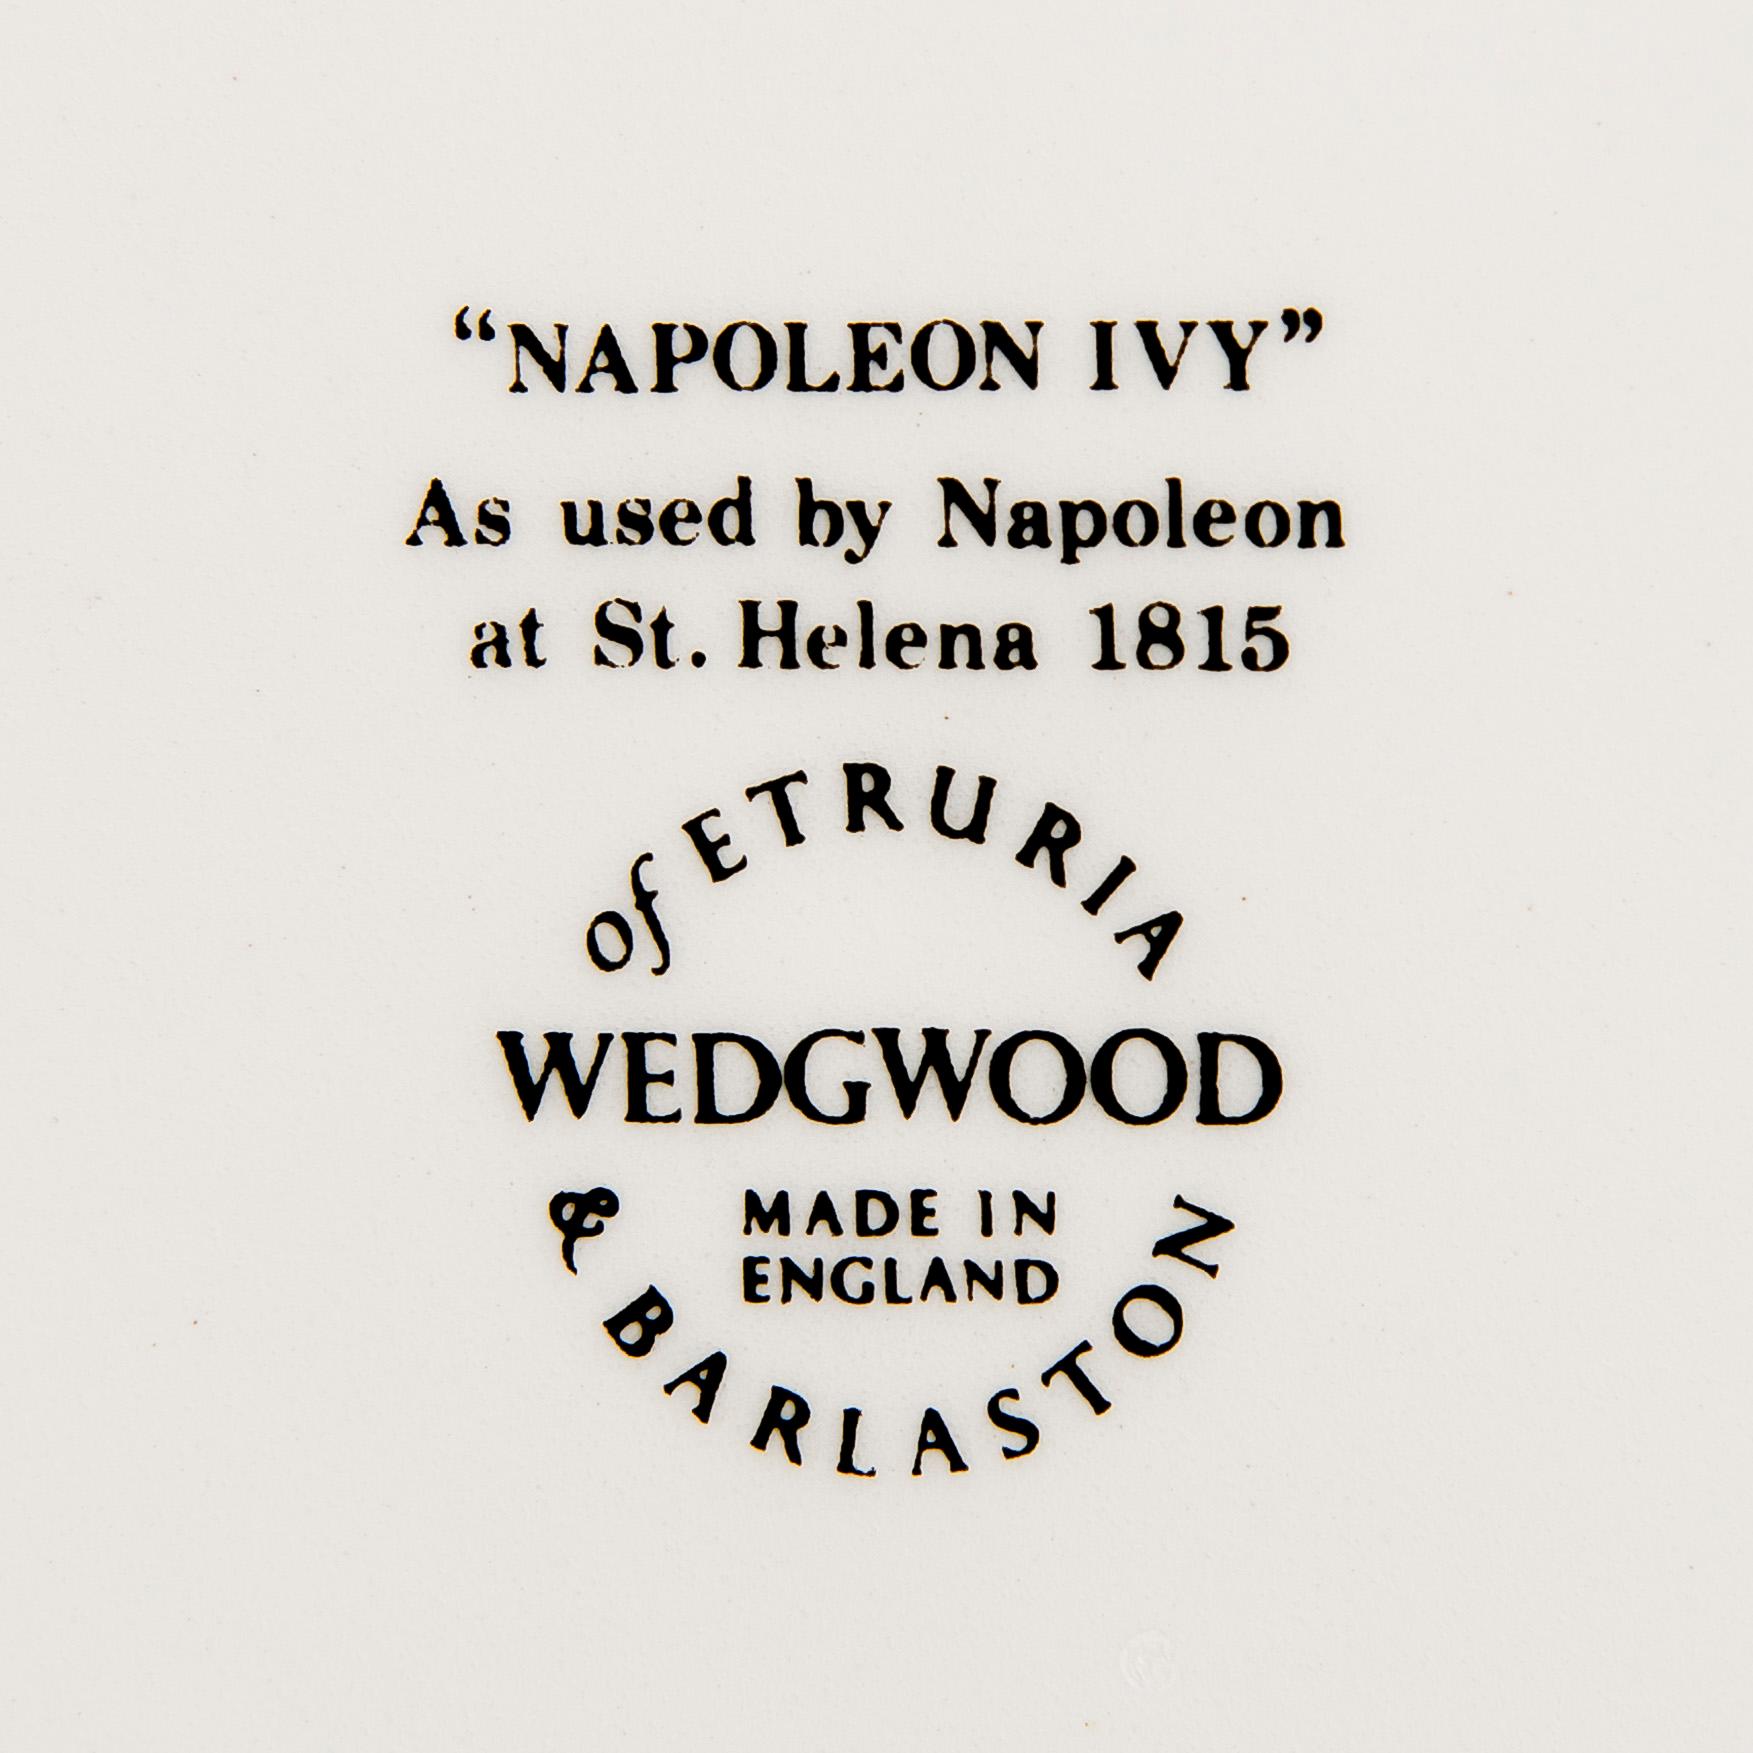 “NAPOLEON IVY”
As used by Napoleon
at St. Helena 1815
of ETRURIA
WEDGWOOD
MADE IN
ENGLAND
& BARLASTON